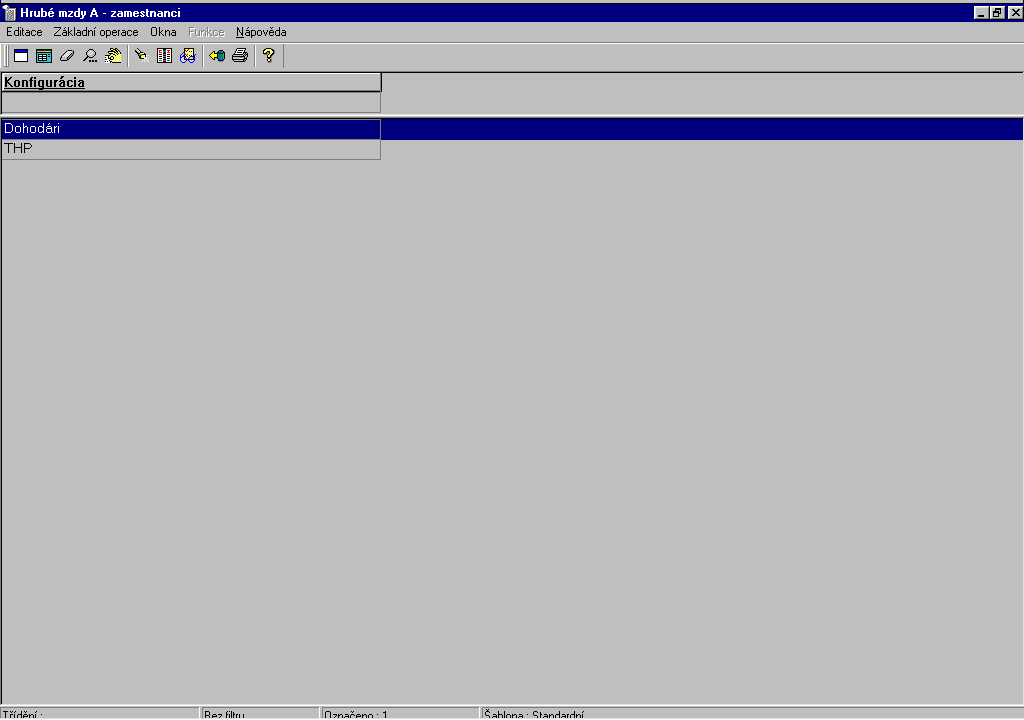 Hrubé mzdy A - zamestnanci
Editace Základní operace Okna Funkce Nápověda
Konfigurácia
Dohodári
THP
Třídění : Bez filtru Označeno : 1 Šablona : Standardní